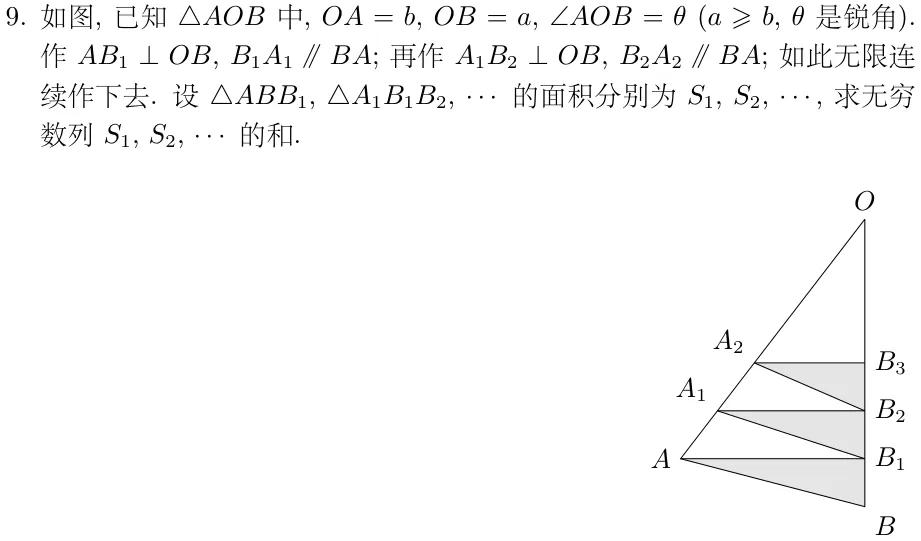 9. 如图, 已知 △AOB 中, OA = b, OB = a, ∠AOB = θ (a ⩾ b, θ 是锐角).
作 AB₁ ⊥ OB, B₁A₁ ∥ BA; 再作 A₁B₂ ⊥ OB, B₂A₂ ∥ BA; 如此无限连
续作下去. 设 △ABB₁, △A₁B₁B₂, ⋯ 的面积分别为 S₁, S₂, ⋯, 求无穷
数列 S₁, S₂, ⋯ 的和.
O
A₂
B₃
A₁
B₂
A
B₁
B